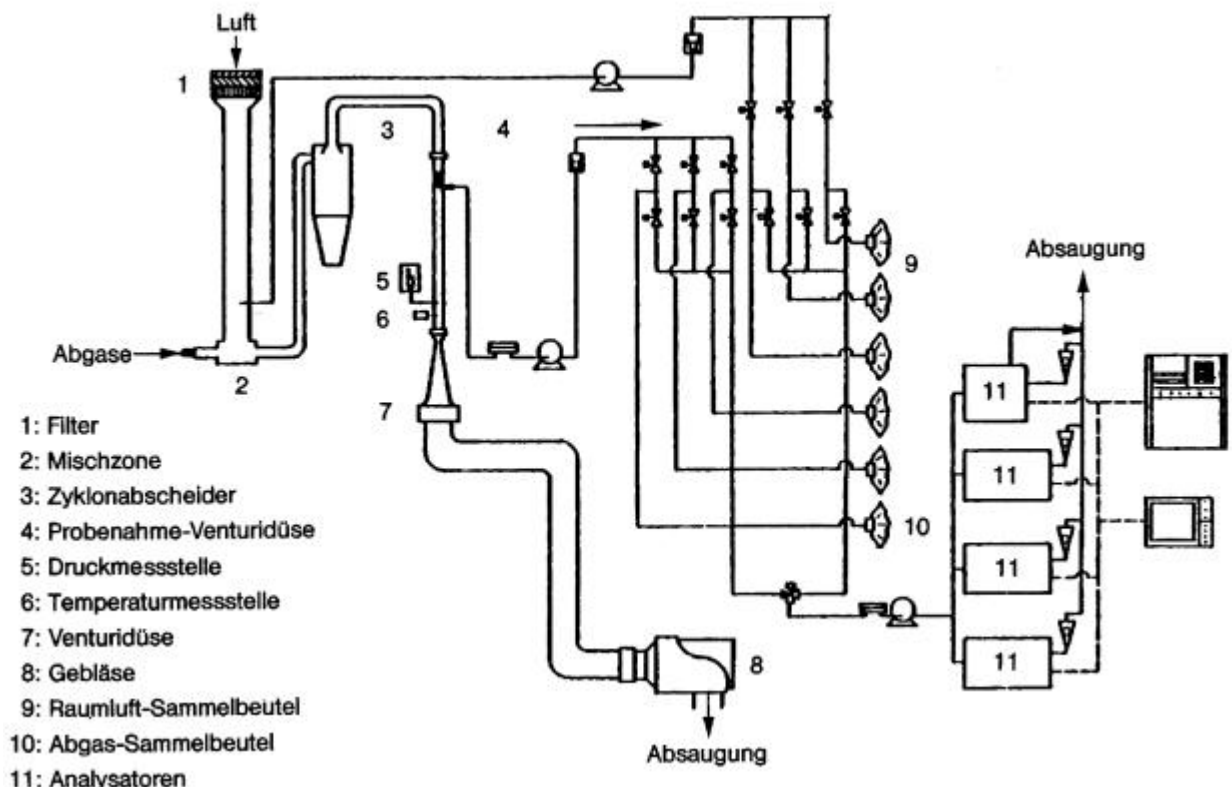 Luft
1
3
4
9
Absaugung
5
6
Abgase
2
11
7
1: Filter
2: Mischzone
11
3: Zyklonabscheider
4: Probenahme-Venturidüse
10
5: Druckmessstelle
11
6: Temperaturmessstelle
7: Venturidüse
8
11
8: Gebläse
9: Raumluft-Sammelbeutel
10: Abgas-Sammelbeutel
Absaugung
11: Analysatoren